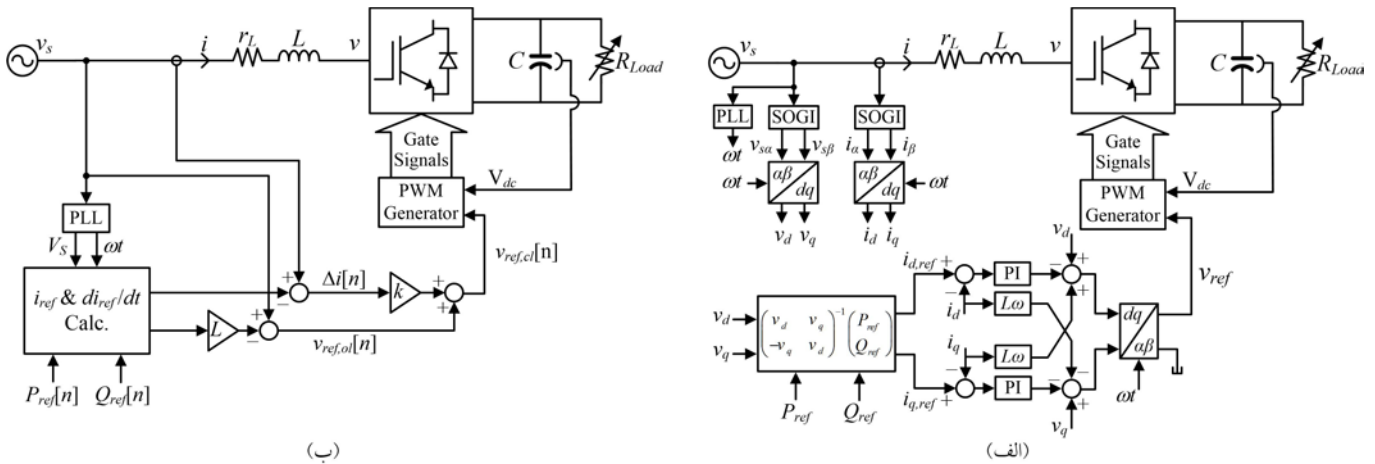 v_s
i
r_L
L
v
C
R_Load
Gate
Signals
PWM
Generator
V_dc
PLL
V_S
ωt
v_ref,cl[n]
i_ref & di_ref/dt
Calc.
Δi[n]
k
L
v_ref,ol[n]
P_ref[n]
Q_ref[n]
(ب)
v_s
i
r_L
L
v
C
R_Load
PLL
SOGI
SOGI
ωt
v_sα
v_sβ
i_α
i_β
Gate
Signals
ωt
αβ
dq
αβ
dq
ωt
PWM
Generator
V_dc
v_d
v_q
i_d
i_q
v_d
v_ref
i_d,ref
PI
Lω
i_d
v_d
v_q
(v_d v_q
−v_q v_d)^−1 (P_ref
Q_ref)
i_q
Lω
dq
αβ
i_q,ref
PI
ωt
P_ref
Q_ref
v_q
(الف)